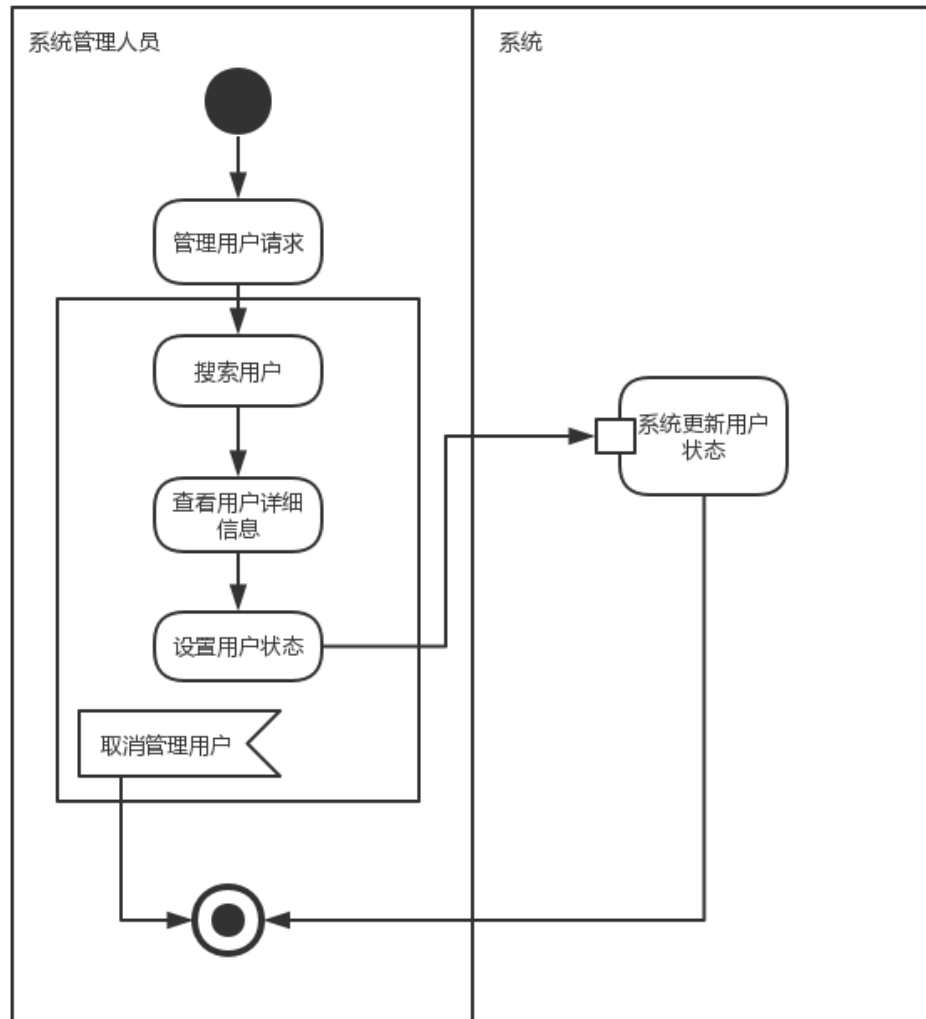 系统管理人员
系统
管理用户请求
搜索用户
系统更新用户
状态
查看用户详细
信息
设置用户状态
取消管理用户